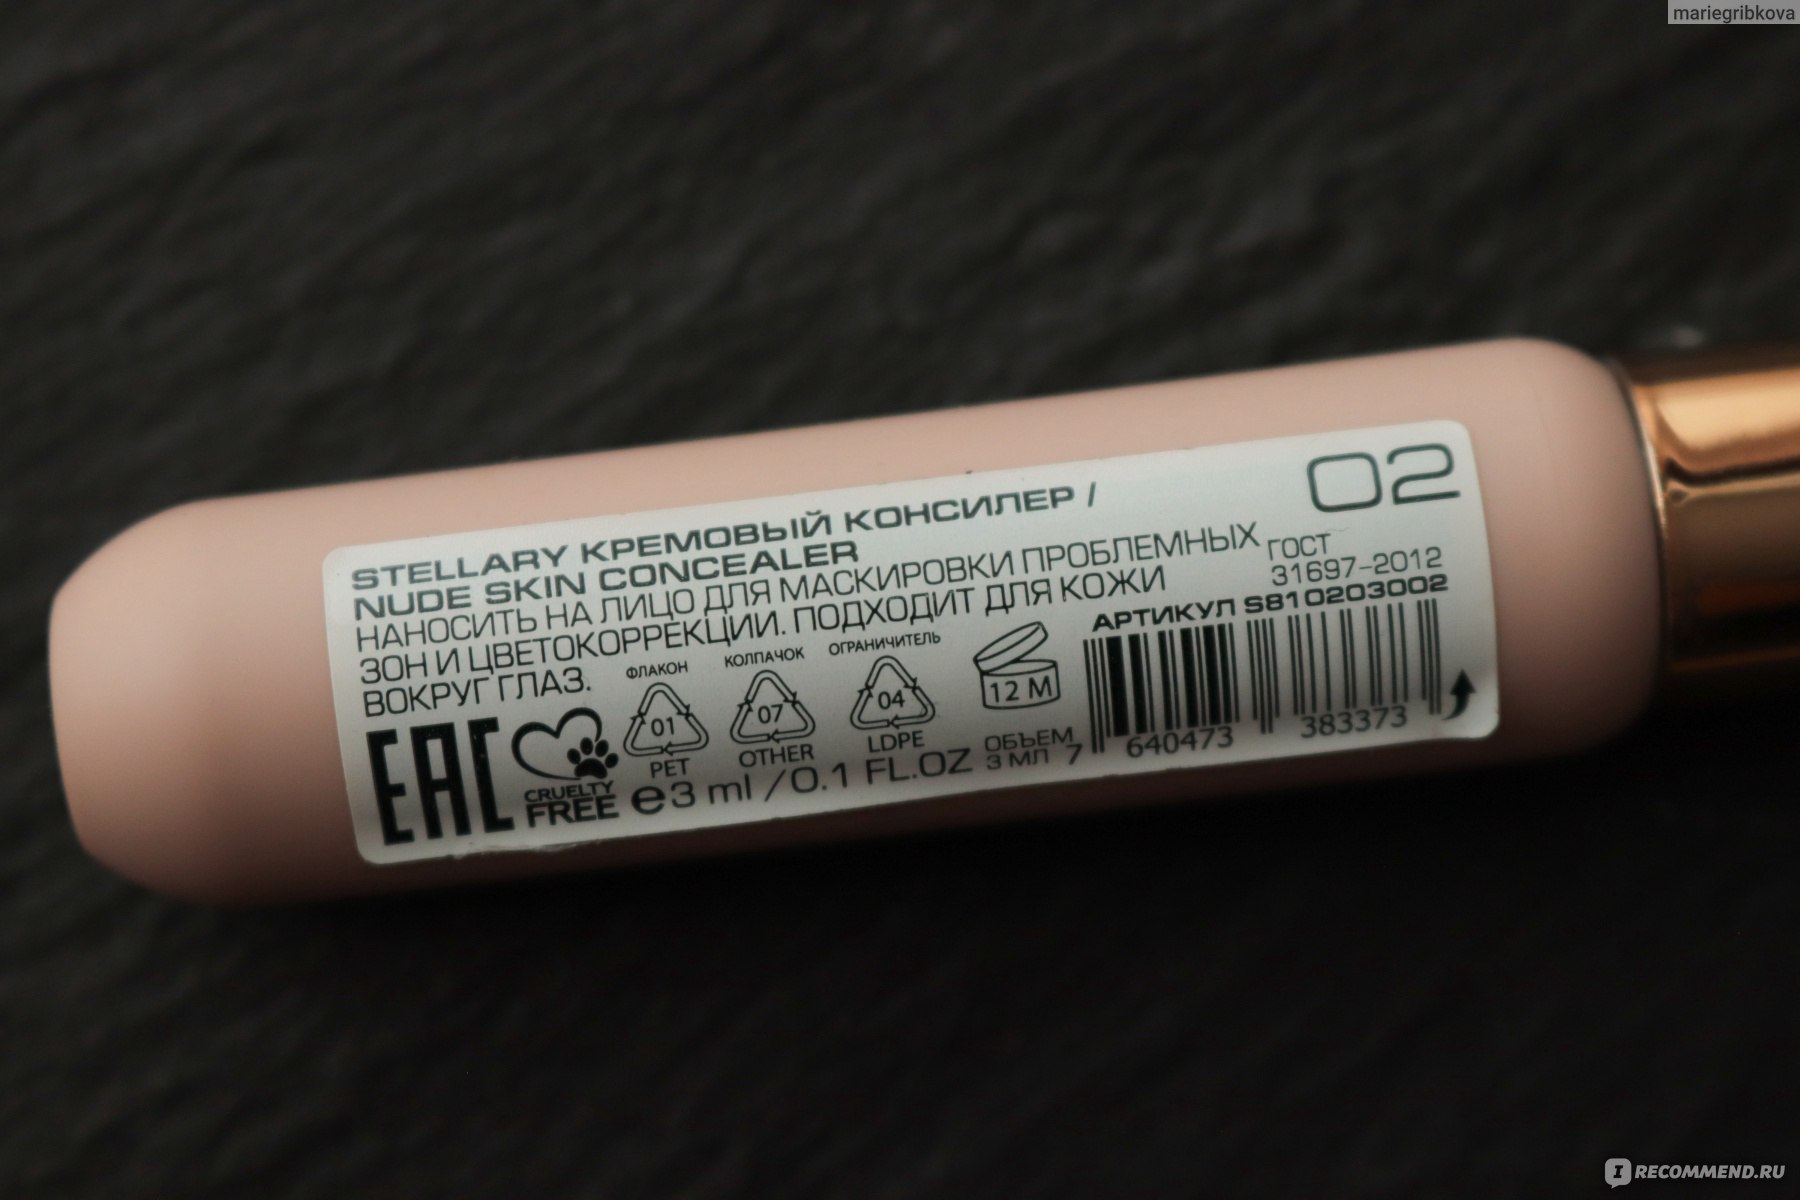 mariegribkova
STELLARY КРЕМОВЫЙ КОНСИЛЕР /
NUDE SKIN CONCEALER
02
НАНОСИТЬ НА ЛИЦО ДЛЯ МАСКИРОВКИ ПРОБЛЕМНЫХ
ЗОН И ЦВЕТОКОРРЕКЦИИ. ПОДХОДИТ ДЛЯ КОЖИ
ВОКРУГ ГЛАЗ.
ГОСТ
31697-2012
АРТИКУЛ S810203002
ФЛАКОН
01
PET
КОЛПАЧОК
07
OTHER
ОГРАНИЧИТЕЛЬ
04
LDPE
12 M
EAC
CRUELTY
FREE
e3 ml /0.1 FL.OZ
ОБЪЕМ
3 МЛ
7 640473 383373
I RECOMMEND.RU